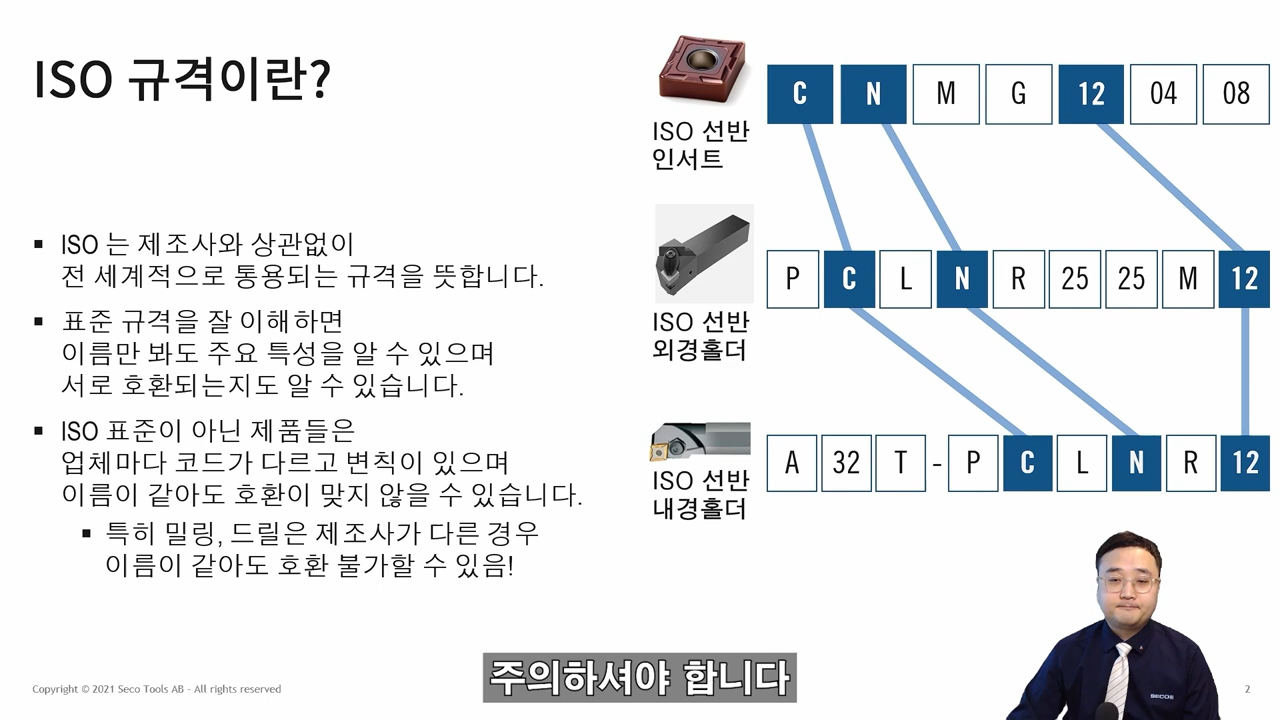 ISO 규격이란?
▪ ISO 는 제조사와 상관없이
전 세계적으로 통용되는 규격을 뜻합니다.
▪ 표준 규격을 잘 이해하면
이름만 봐도 주요 특성을 알 수 있으며
서로 호환되는지도 알 수 있습니다.
▪ ISO 표준이 아닌 제품들은
업체마다 코드가 다르고 변칙이 있으며
이름이 같아도 호환이 맞지 않을 수 있습니다.
▪ 특히 밀링, 드릴은 제조사가 다른 경우
이름이 같아도 호환 불가할 수 있음!
C N M G 12 04 08
ISO 선반
인서트
P C L N R 25 25 M 12
ISO 선반
외경홀더
A 32 T - P C L N R 12
ISO 선반
내경홀더
SECO
주의하셔야 합니다
Copyright © 2021 Seco Tools AB – All rights reserved
2